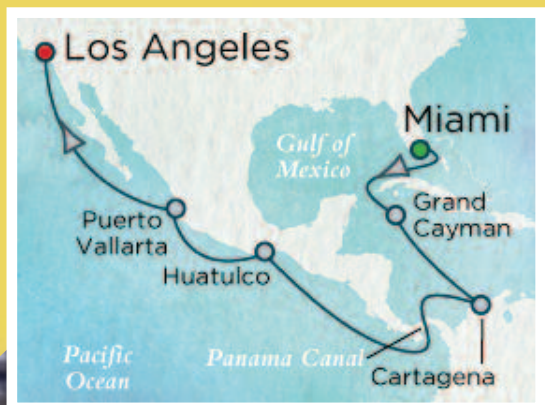 Los Angeles
Miami
Gulf of
Mexico
Grand
Cayman
Puerto
Vallarta
Huatulco
Pacific
Ocean
Panama Canal
Cartagena